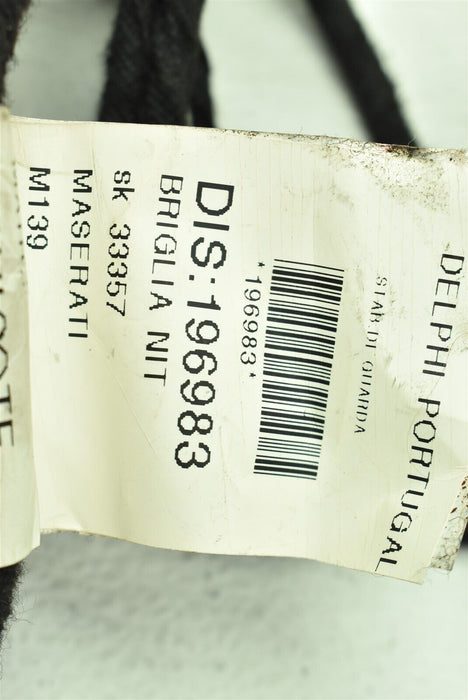 DELPHI PORTUGAL
STAB DI GUARDA
*196983*
DIS:196983
BRIGLIA NIT
sk 33357
MASERATI
M139